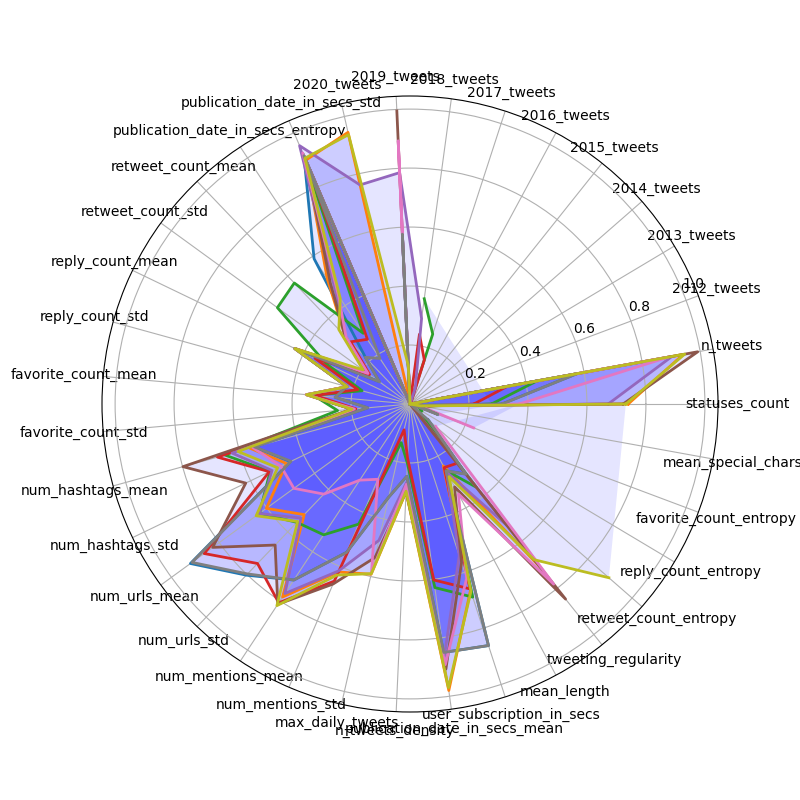 2019_tweets
2018_tweets
2020_tweets
2017_tweets
publication_date_in_secs_std
2016_tweets
publication_date_in_secs_entropy
2015_tweets
retweet_count_mean
2014_tweets
retweet_count_std
2013_tweets
reply_count_mean
2012_tweets
1.0
0.8
reply_count_std
0.6
n_tweets
0.4
favorite_count_mean
0.2
statuses_count
favorite_count_std
mean_special_chars
num_hashtags_mean
favorite_count_entropy
num_hashtags_std
reply_count_entropy
num_urls_mean
retweet_count_entropy
num_urls_std
tweeting_regularity
num_mentions_mean
mean_length
num_mentions_std
user_subscription_in_secs
max_daily_tweets
publication_date_in_secs_mean
n_tweets_density